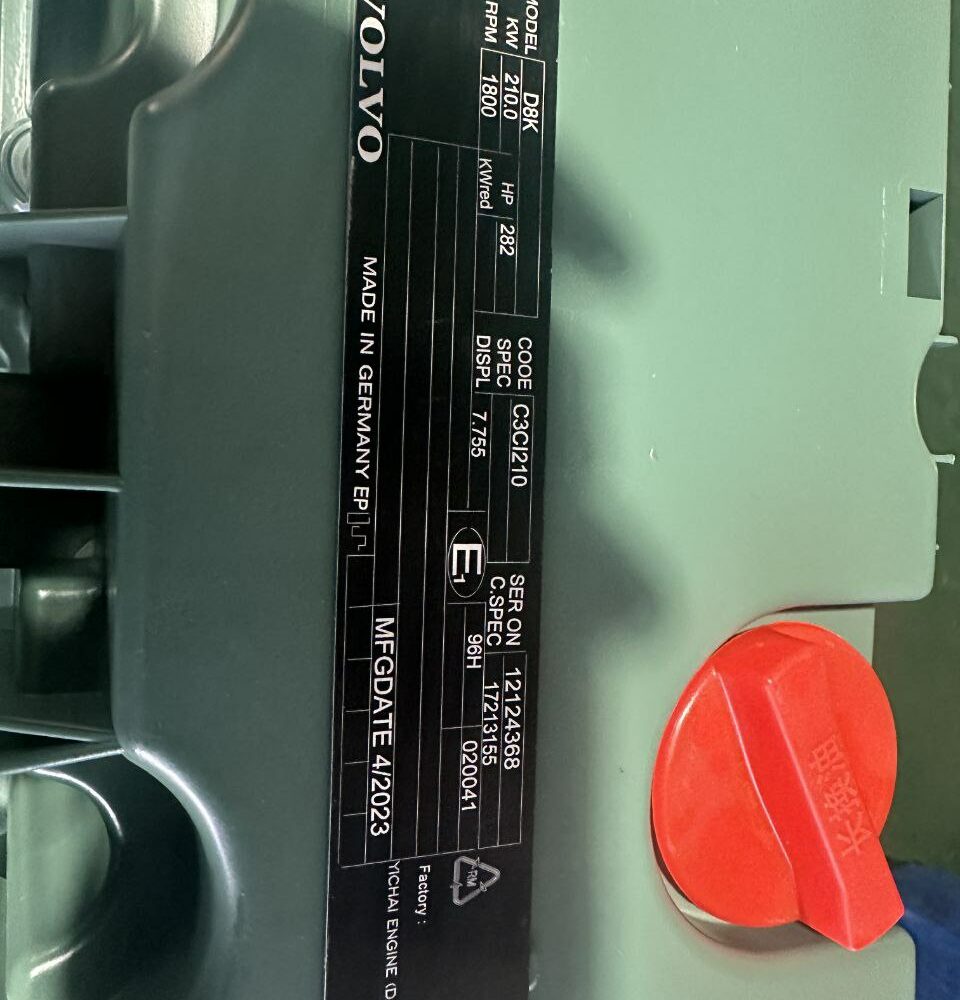 MODEL D8K
KW 210.0 HP 282
RPM 1800 KWred
COOE C3CI210
SPEC
DISPL 7.755
SER ON 12124368
C.SPEC 17213155
E1 96H 020041
VOLVO
MADE IN GERMANY EP
MFGDATE 4/2023
Factory :
YICHAI ENGINE (D